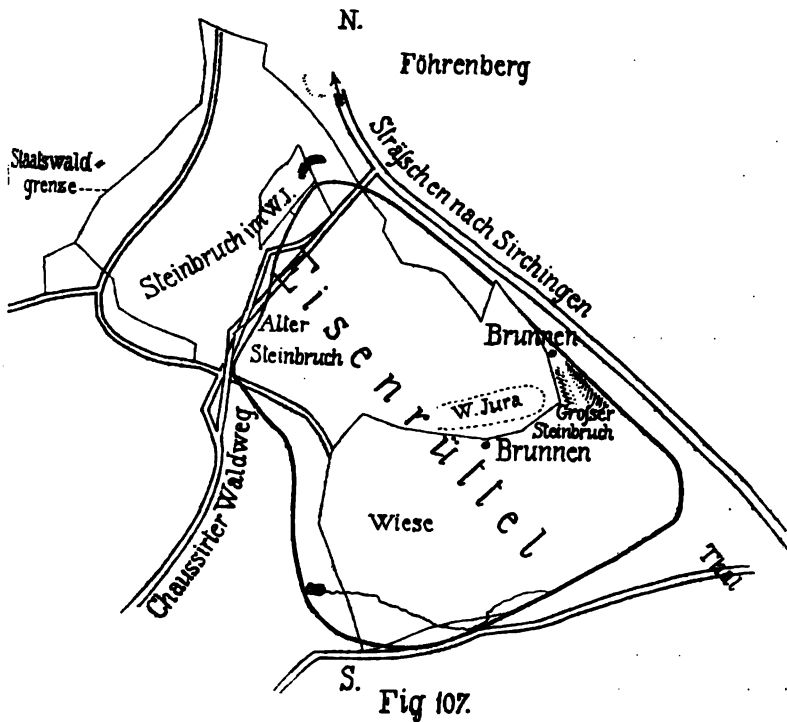 N.
Föhrenberg
Sträſschen nach Sirchingen
Staatswald
grenze
Steinbruch im W. J.
Eisenrüttel
Alter
Steinbruch
Brunnen
W. Jura
Groſser
Steinbruch
Brunnen
Wiese
Chaussirter Waldweg
Thal
S.
Fig 107.